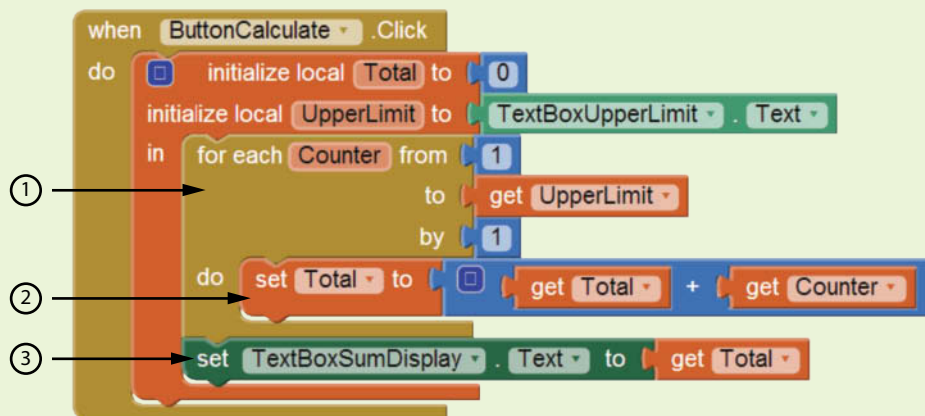 when ButtonCalculate .Click
do initialize local Total to 0
initialize local UpperLimit to TextBoxUpperLimit . Text
in for each Counter from 1
1
to get UpperLimit
by 1
do set Total to get Total + get Counter
2
3
set TextBoxSumDisplay . Text to get Total